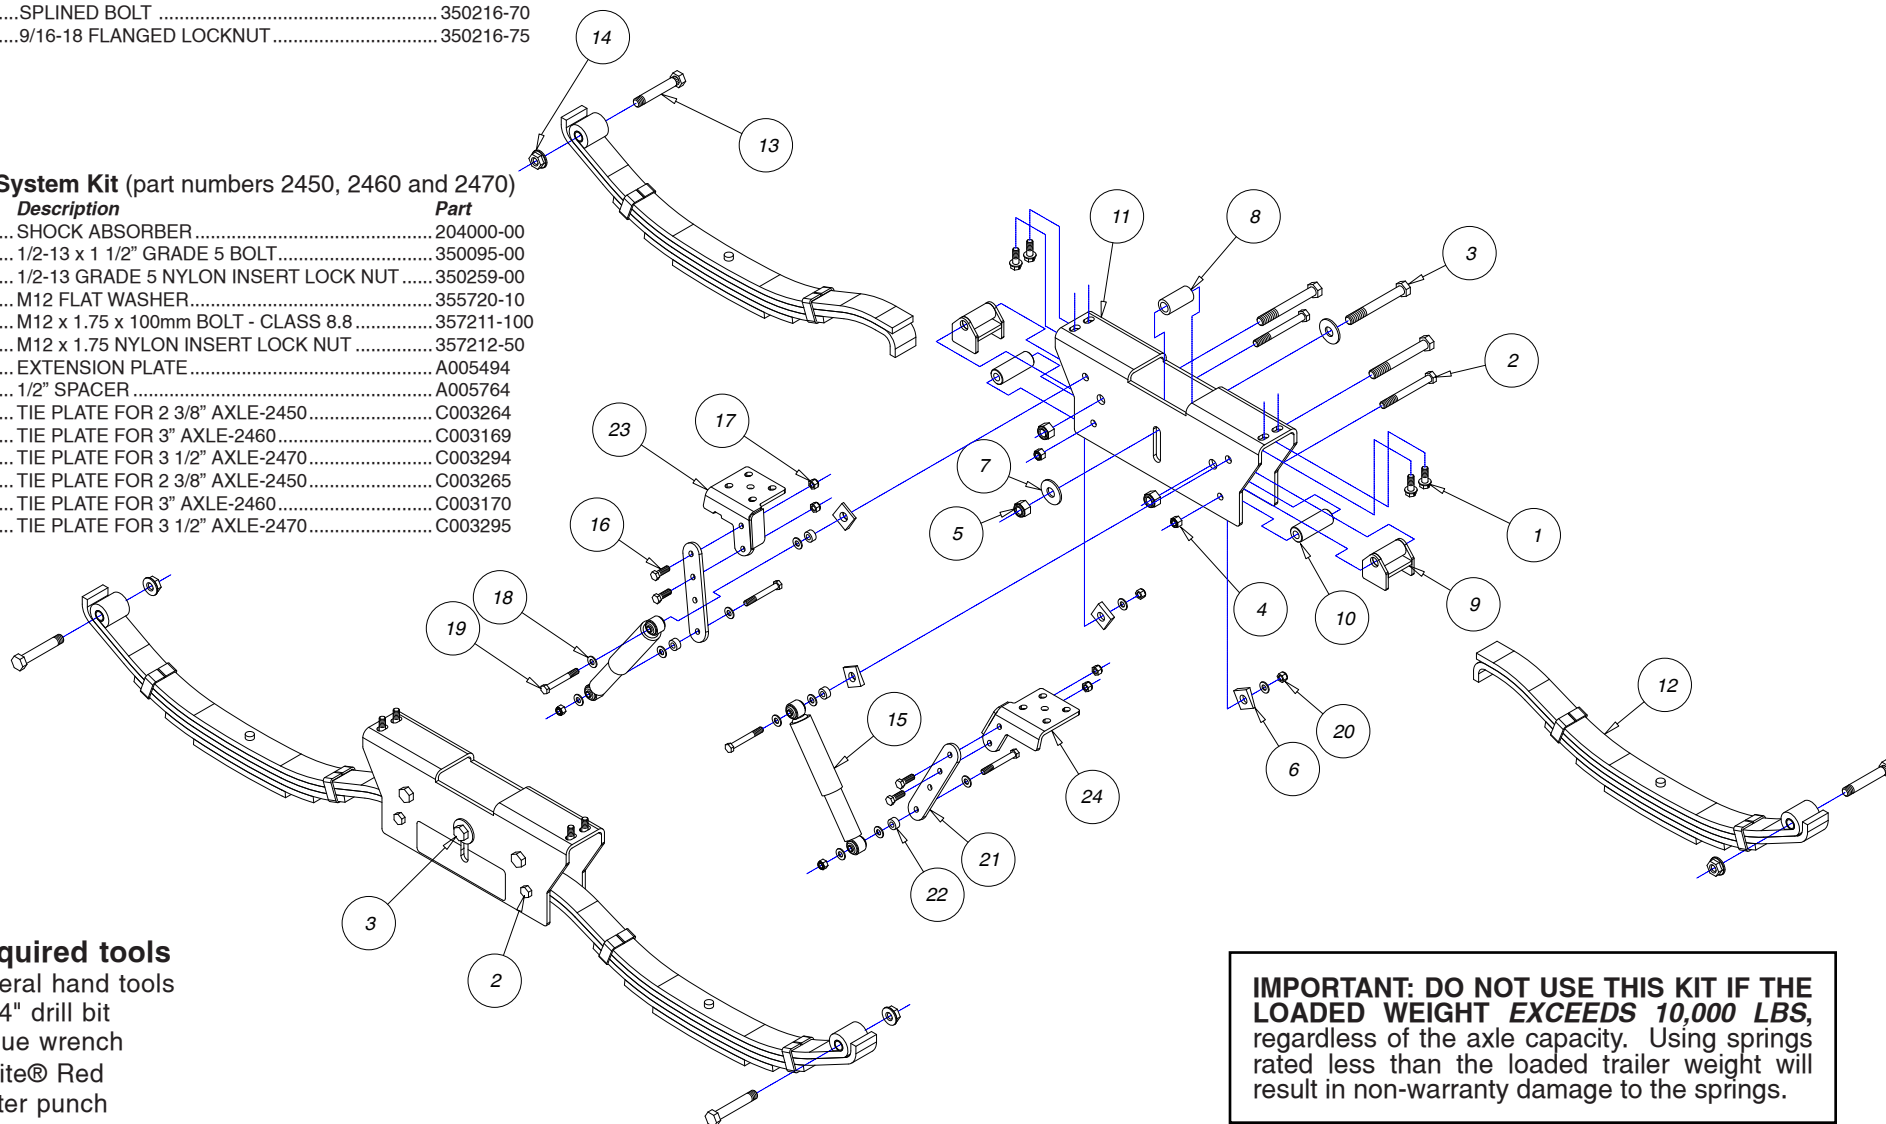 ....SPLINED BOLT ................................................ 350216-70
....9/16-18 FLANGED LOCKNUT ............................ 350216-75
System Kit (part numbers 2450, 2460 and 2470)
Description Part
... SHOCK ABSORBER ......................................... 204000-00
... 1/2-13 x 1 1/2” GRADE 5 BOLT.......................... 350095-00
... 1/2-13 GRADE 5 NYLON INSERT LOCK NUT ..... 350259-00
... M12 FLAT WASHER.......................................... 355720-10
... M12 x 1.75 x 100mm BOLT - CLASS 8.8 ............. 357211-100
... M12 x 1.75 NYLON INSERT LOCK NUT ............. 357212-50
... EXTENSION PLATE.......................................... A005494
... 1/2” SPACER .................................................... A005764
... TIE PLATE FOR 2 3/8” AXLE-2450..................... C003264
... TIE PLATE FOR 3” AXLE-2460.......................... C003169
... TIE PLATE FOR 3 1/2” AXLE-2470..................... C003294
... TIE PLATE FOR 2 3/8” AXLE-2450..................... C003265
... TIE PLATE FOR 3” AXLE-2460.......................... C003170
... TIE PLATE FOR 3 1/2” AXLE-2470..................... C003295
14
13
11
8
3
2
23
17
7
16
5
1
18
19
4
10
9
12
15
20
6
24
21
22
3
2
quired tools
eral hand tools
4" drill bit
ue wrench
ite® Red
ter punch
IMPORTANT: DO NOT USE THIS KIT IF THE
LOADED WEIGHT EXCEEDS 10,000 LBS,
regardless of the axle capacity. Using springs
rated less than the loaded trailer weight will
result in non-warranty damage to the springs.